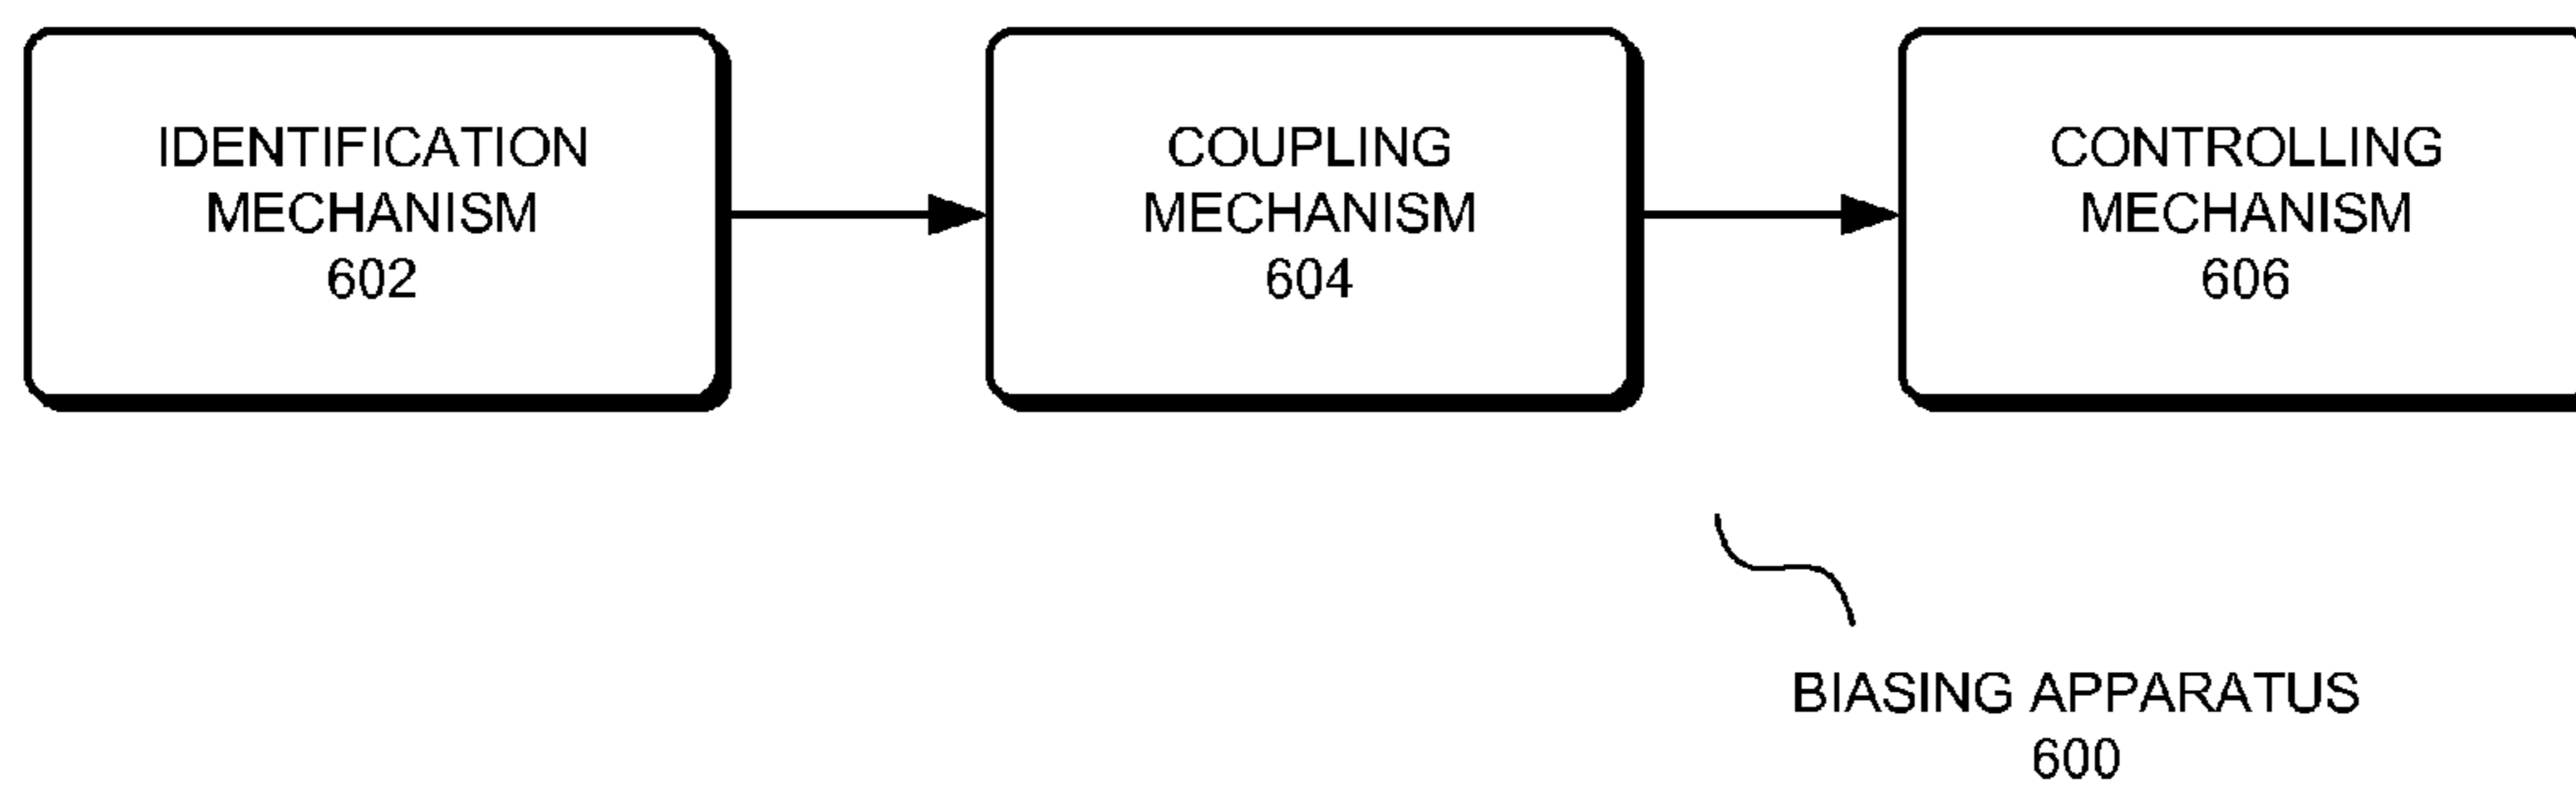 IDENTIFICATION
MECHANISM
602
COUPLING
MECHANISM
604
CONTROLLING
MECHANISM
606
BIASING APPARATUS
600